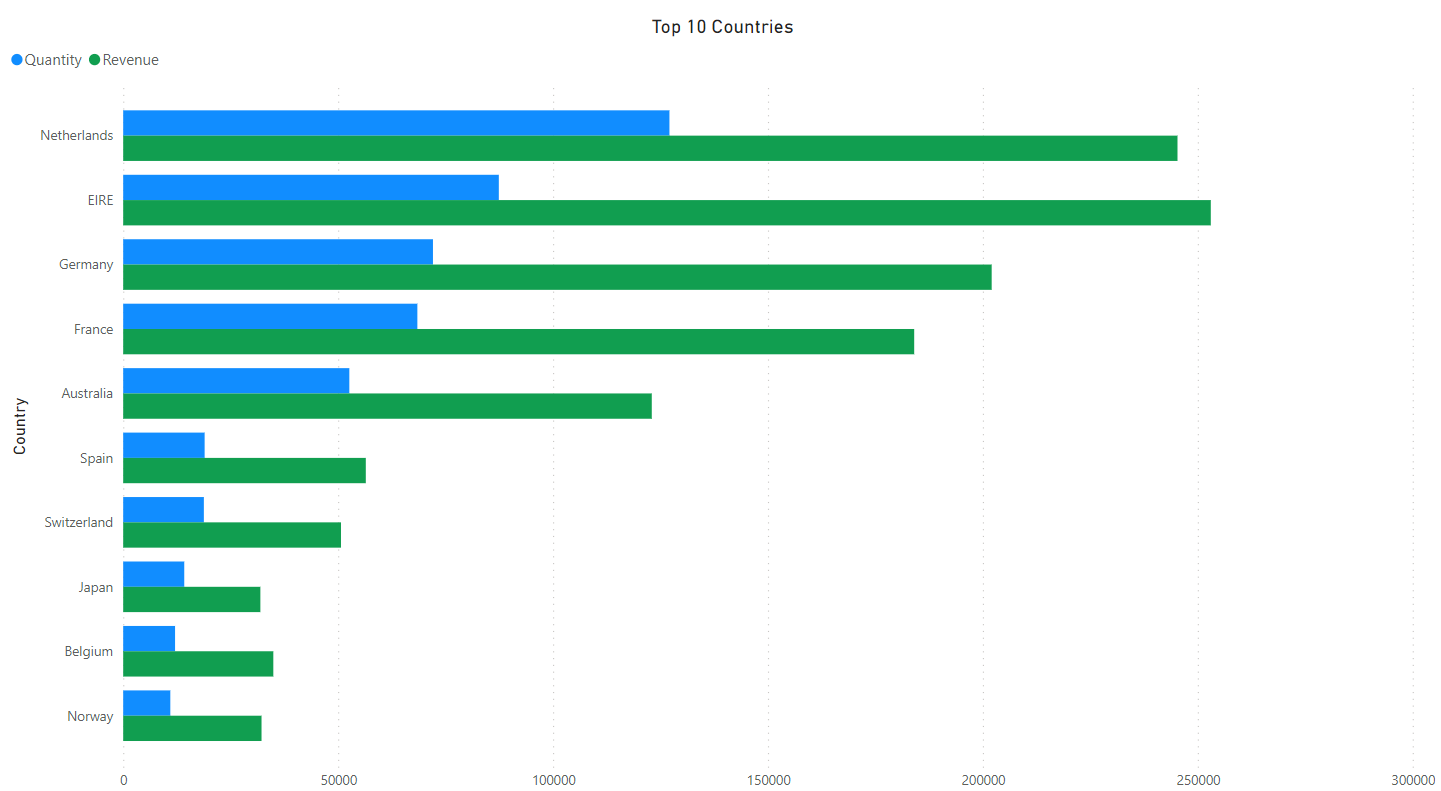 Top 10 Countries
Quantity Revenue
Netherlands
EIRE
Germany
France
Australia
Spain
Switzerland
Japan
Belgium
Norway
Country
0 50000 100000 150000 200000 250000 300000